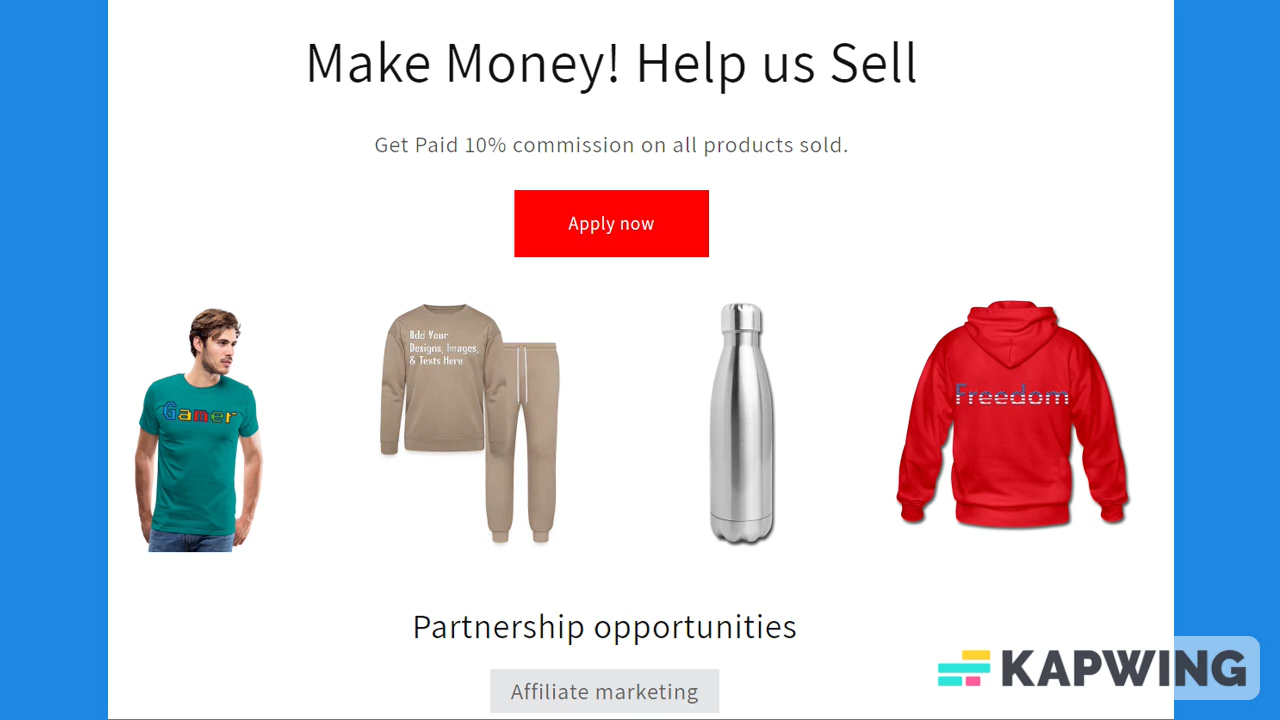 Make Money! Help us Sell
Get Paid 10% commission on all products sold.
Apply now
Gamer
Add Your
Designs, Images,
& Texts Here
Freedom
Partnership opportunities
Affiliate marketing
KAPWING